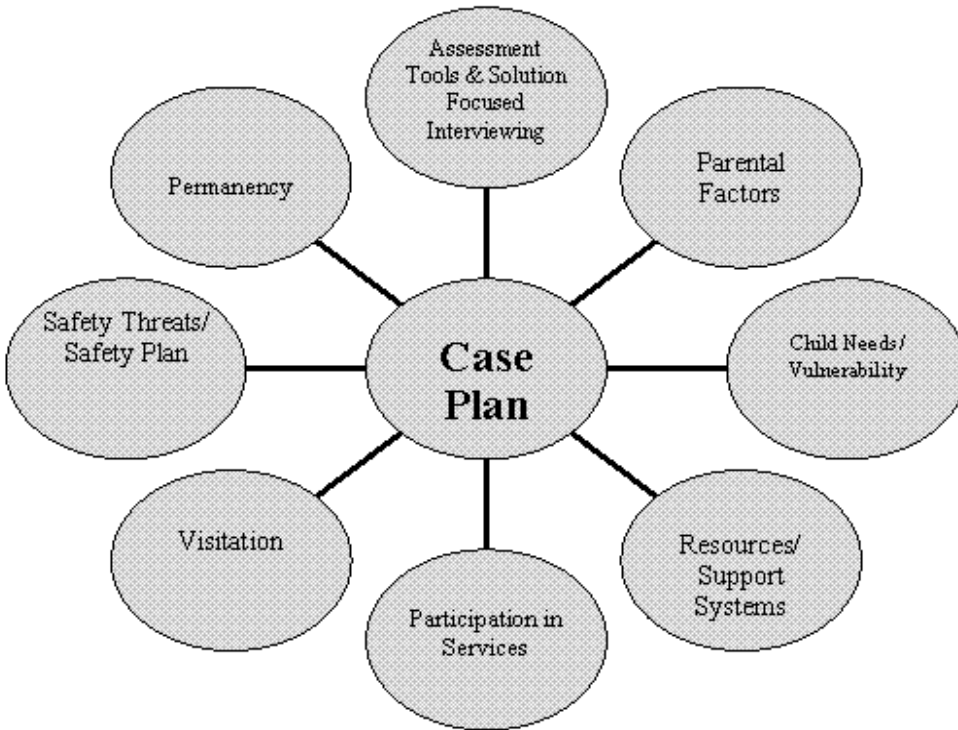 Assessment
Tools & Solution
Focused
Interviewing
Parental
Factors
Permanency
Safety Threats/
Safety Plan
Case
Plan
Child Needs/
Vulnerability
Visitation
Resources/
Support
Systems
Participation in
Services